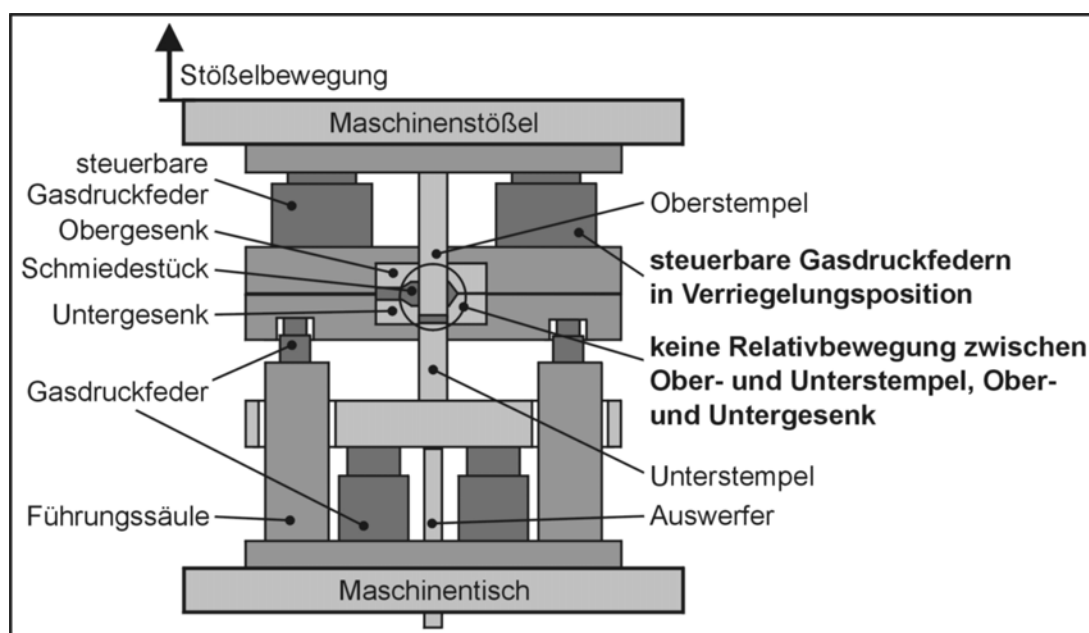 Stößelbewegung
Maschinenstößel
steuerbare
Gasdruckfeder
Obergesenk
Schmiedestück
Untergesenk
Gasdruckfeder
Führungssäule
Oberstempel
steuerbare Gasdruckfedern
in Verriegelungsposition
keine Relativbewegung zwischen
Ober- und Unterstempel, Ober-
und Untergesenk
Unterstempel
Auswerfer
Maschinentisch